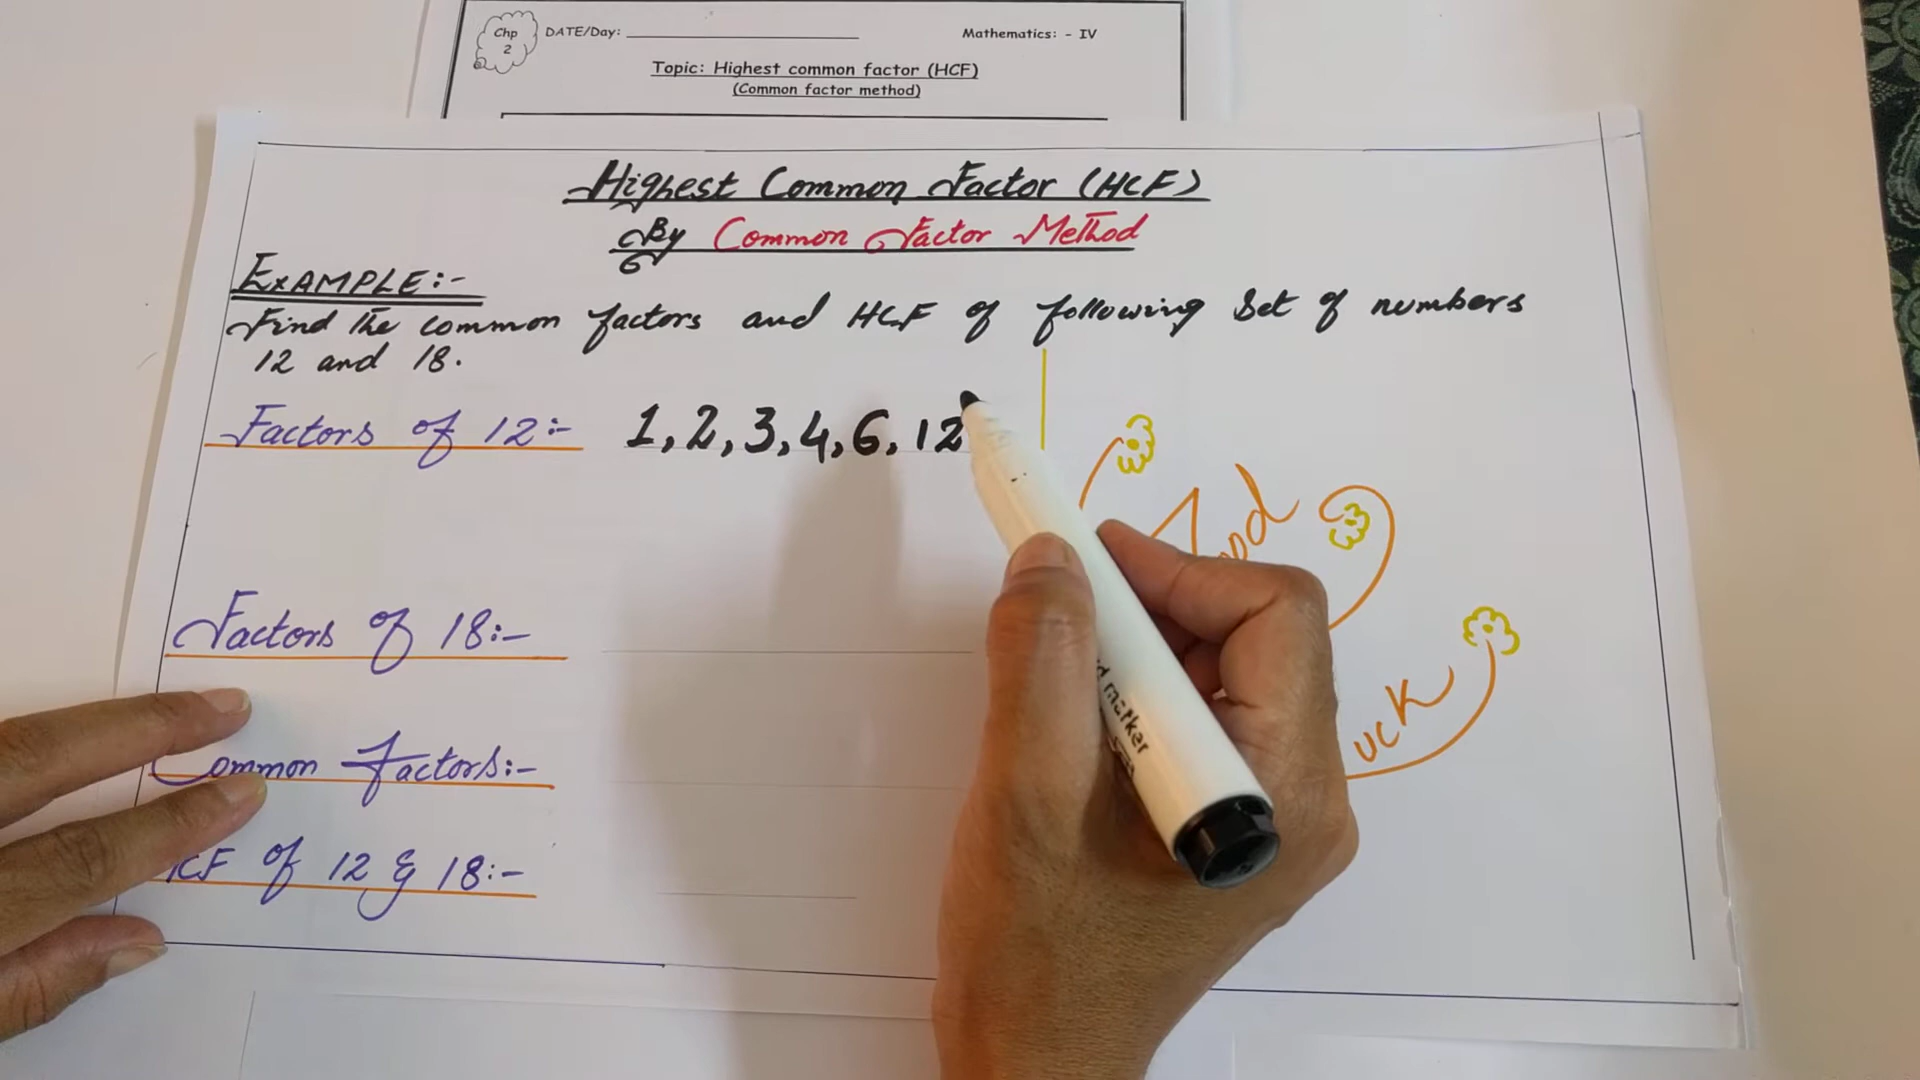 Chp 2
DATE/Day:
Mathematics: - IV
Topic: Highest common factor (HCF)
(Common factor method)
Highest Common Factor (HCF)
By Common Factor Method
EXAMPLE:-
Find the common factors and HCF of following set of numbers
12 and 18.
Factors of 12:- 1, 2, 3, 4, 6, 12
Factors of 18:-
Common Factors:-
HCF of 12 & 18:-